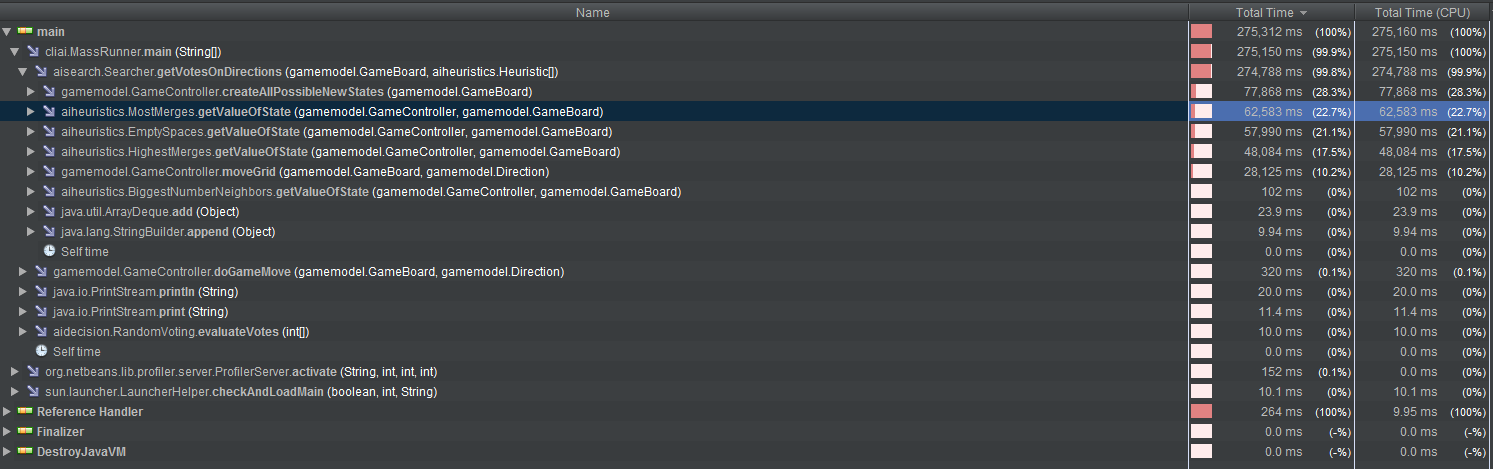 Name Total Time Total Time (CPU)
main 275,312 ms (100%) 275,160 ms (100%)
cliai.MassRunner.main (String[]) 275,150 ms (99.9%) 275,150 ms (100%)
aisearch.Searcher.getVotesOnDirections (gamemodel.GameBoard, aiheuristics.Heuristic[]) 274,788 ms (99.8%) 274,788 ms (99.9%)
gamemodel.GameController.createAllPossibleNewStates (gamemodel.GameBoard) 77,868 ms (28.3%) 77,868 ms (28.3%)
aiheuristics.MostMerges.getValueOfState (gamemodel.GameController, gamemodel.GameBoard) 62,583 ms (22.7%) 62,583 ms (22.7%)
aiheuristics.EmptySpaces.getValueOfState (gamemodel.GameController, gamemodel.GameBoard) 57,990 ms (21.1%) 57,990 ms (21.1%)
aiheuristics.HighestMerges.getValueOfState (gamemodel.GameController, gamemodel.GameBoard) 48,084 ms (17.5%) 48,084 ms (17.5%)
gamemodel.GameController.moveGrid (gamemodel.GameBoard, gamemodel.Direction) 28,125 ms (10.2%) 28,125 ms (10.2%)
aiheuristics.BiggestNumberNeighbors.getValueOfState (gamemodel.GameController, gamemodel.GameBoard) 102 ms (0%) 102 ms (0%)
java.util.ArrayDeque.add (Object) 23.9 ms (0%) 23.9 ms (0%)
java.lang.StringBuilder.append (Object) 9.94 ms (0%) 9.94 ms (0%)
Self time 0.0 ms (0%) 0.0 ms (0%)
gamemodel.GameController.doGameMove (gamemodel.GameBoard, gamemodel.Direction) 320 ms (0.1%) 320 ms (0.1%)
java.io.PrintStream.println (String) 20.0 ms (0%) 20.0 ms (0%)
java.io.PrintStream.print (String) 11.4 ms (0%) 11.4 ms (0%)
aidecision.RandomVoting.evaluateVotes (int[]) 10.0 ms (0%) 10.0 ms (0%)
Self time 0.0 ms (0%) 0.0 ms (0%)
org.netbeans.lib.profiler.server.ProfilerServer.activate (String, int, int, int) 152 ms (0.1%) 0.0 ms (0%)
sun.launcher.LauncherHelper.checkAndLoadMain (boolean, int, String) 10.1 ms (0%) 10.1 ms (0%)
Reference Handler 264 ms (100%) 9.95 ms (100%)
Finalizer 0.0 ms (-%) 0.0 ms (-%)
DestroyJavaVM 0.0 ms (-%) 0.0 ms (-%)